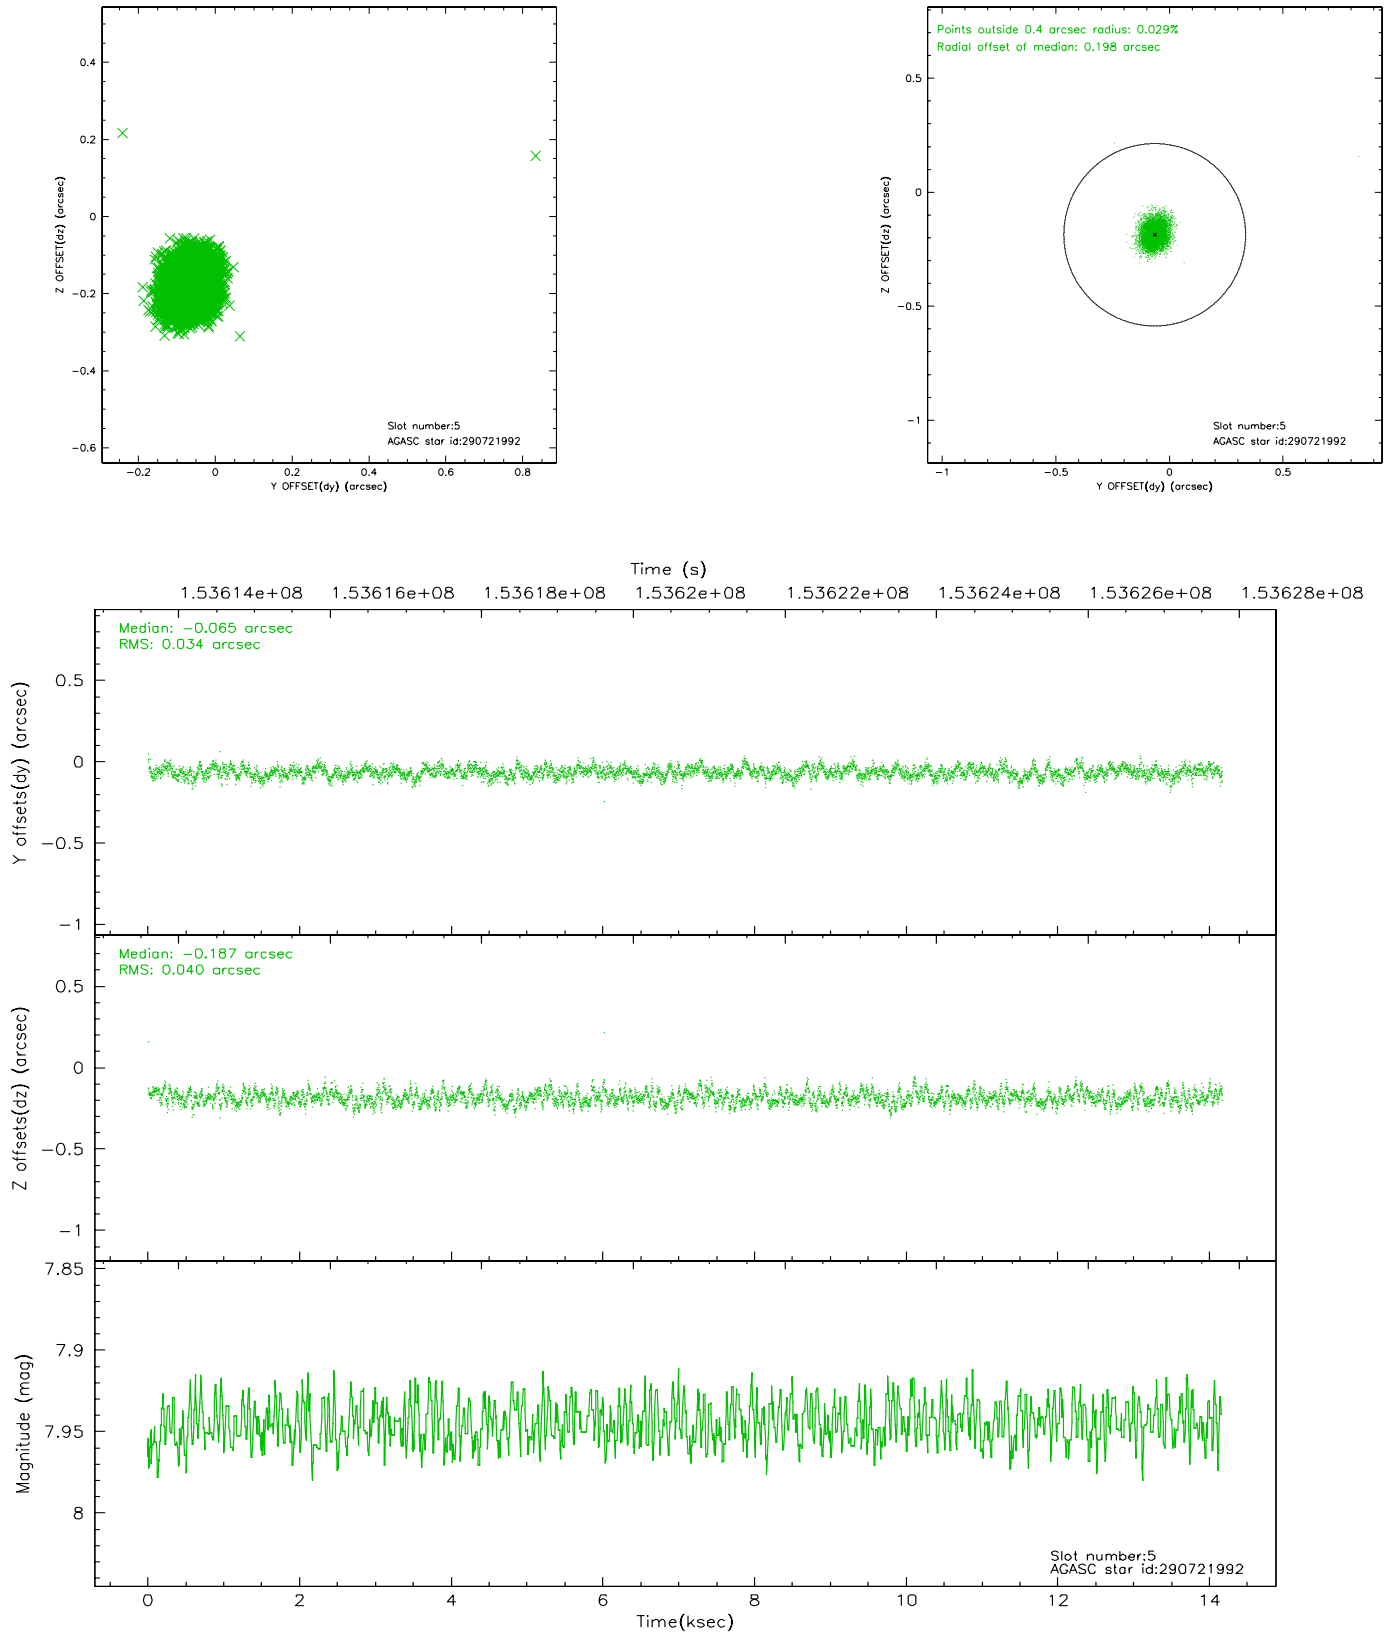 0.4
0.2
0
−0.2
−0.4
−0.6
Z OFFSET(dz) (arcsec)
Slot number:5
AGASC star id:290721992
−0.2 0 0.2 0.4 0.6 0.8
Y OFFSET(dy) (arcsec)
Points outside 0.4 arcsec radius: 0.029%
Radial offset of median: 0.198 arcsec
0.5
0
−0.5
−1
Z OFFSET(dz) (arcsec)
Slot number:5
AGASC star id:290721992
−1 −0.5 0 0.5
Y OFFSET(dy) (arcsec)
Time (s)
1.53614e+08 1.53616e+08 1.53618e+08 1.5362e+08 1.53622e+08 1.53624e+08 1.53626e+08 1.53628e+08
Median: −0.065 arcsec
RMS: 0.034 arcsec
0.5
0
−0.5
−1
Y offsets(dy) (arcsec)
Median: −0.187 arcsec
RMS: 0.040 arcsec
0.5
0
−0.5
−1
Z offsets(dz) (arcsec)
7.85
7.9
7.95
8
Magnitude (mag)
Slot number:5
AGASC star id:290721992
0 2 4 6 8 10 12 14
Time(ksec)